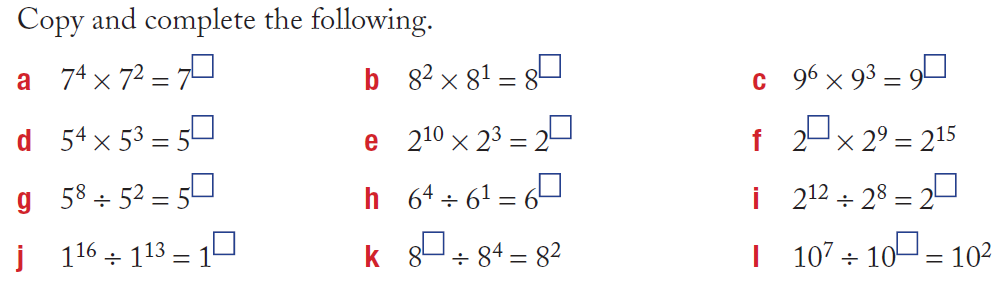 Copy and complete the following.
a 7⁴ × 7² = 7□ b 8² × 8¹ = 8□ c 9⁶ × 9³ = 9□
d 5⁴ × 5³ = 5□ e 2¹⁰ × 2³ = 2□ f 2□ × 2⁹ = 2¹⁵
g 5⁸ ÷ 5² = 5□ h 6⁴ ÷ 6¹ = 6□ i 2¹² ÷ 2⁸ = 2□
j 1¹⁶ ÷ 1¹³ = 1□ k 8□ ÷ 8⁴ = 8² l 10⁷ ÷ 10□ = 10²